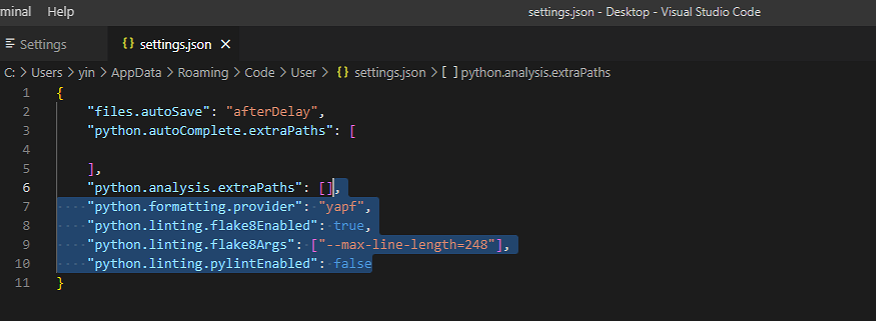 minal Help settings.json - Desktop - Visual Studio Code
Settings {} settings.json ×
C: > Users > yin > AppData > Roaming > Code > User > {} settings.json > [ ] python.analysis.extraPaths
1 {
2 "files.autoSave": "afterDelay",
3 "python.autoComplete.extraPaths": [
4
5 ],
6 "python.analysis.extraPaths": [],
7 "python.formatting.provider": "yapf",
8 "python.linting.flake8Enabled": true,
9 "python.linting.flake8Args": ["--max-line-length=248"],
10 "python.linting.pylintEnabled": false
11 }